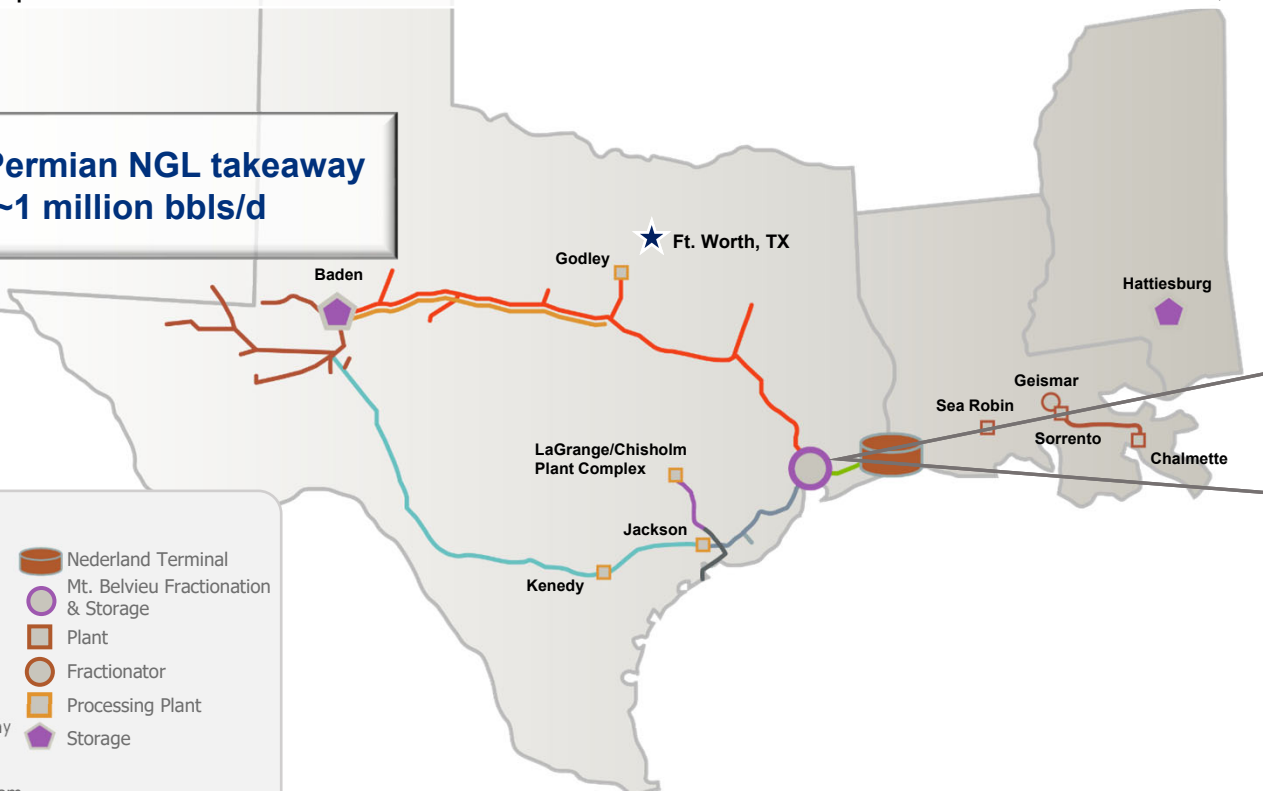 Permian NGL takeaway
~1 million bbls/d
Ft. Worth, TX
Godley
Baden
Hattiesburg
Geismar
Sea Robin
Sorrento
Chalmette
LaGrange/Chisholm
Plant Complex
Jackson
Kenedy
Nederland Terminal
Mt. Belvieu Fractionation
& Storage
Plant
Fractionator
Processing Plant
Storage